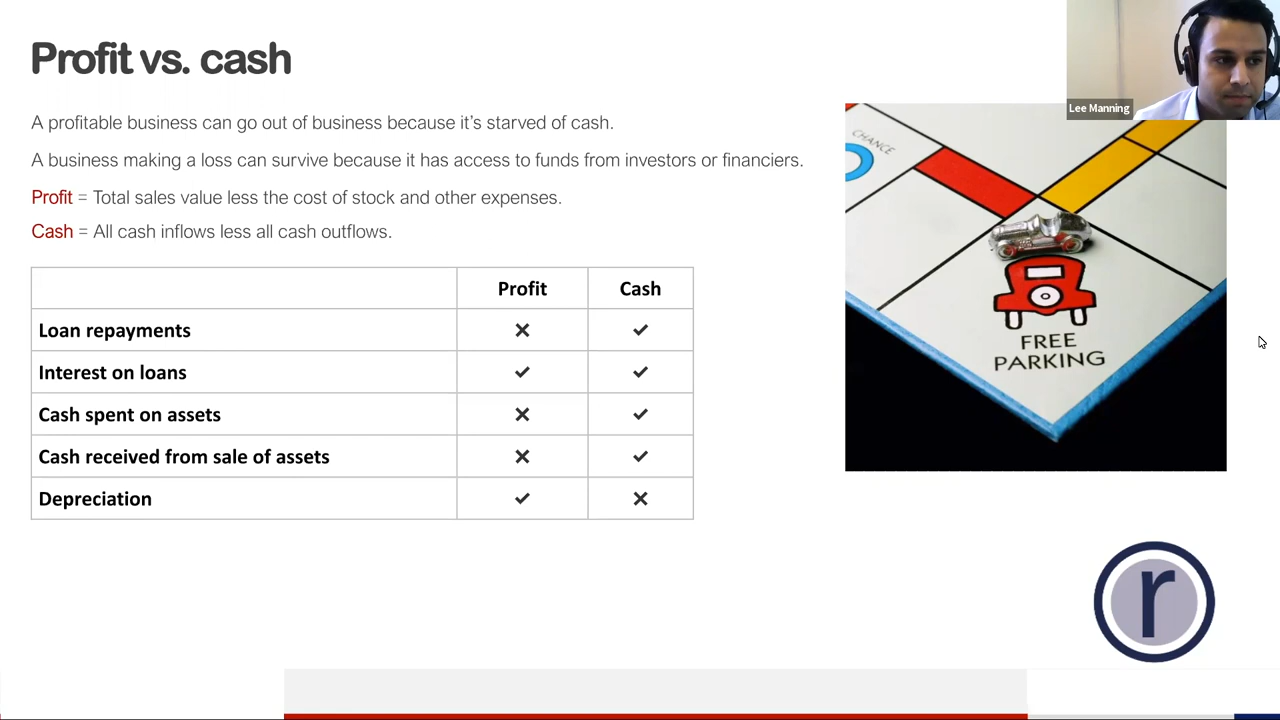 Profit vs. cash
Lee Manning
A profitable business can go out of business because it's starved of cash.
A business making a loss can survive because it has access to funds from investors or financiers.
Profit = Total sales value less the cost of stock and other expenses.
Cash = All cash inflows less all cash outflows.
Profit Cash
Loan repayments ✕ ✓
Interest on loans ✓ ✓
Cash spent on assets ✕ ✓
Cash received from sale of assets ✕ ✓
Depreciation ✓ ✕
CHANCE
FREE
PARKING
r